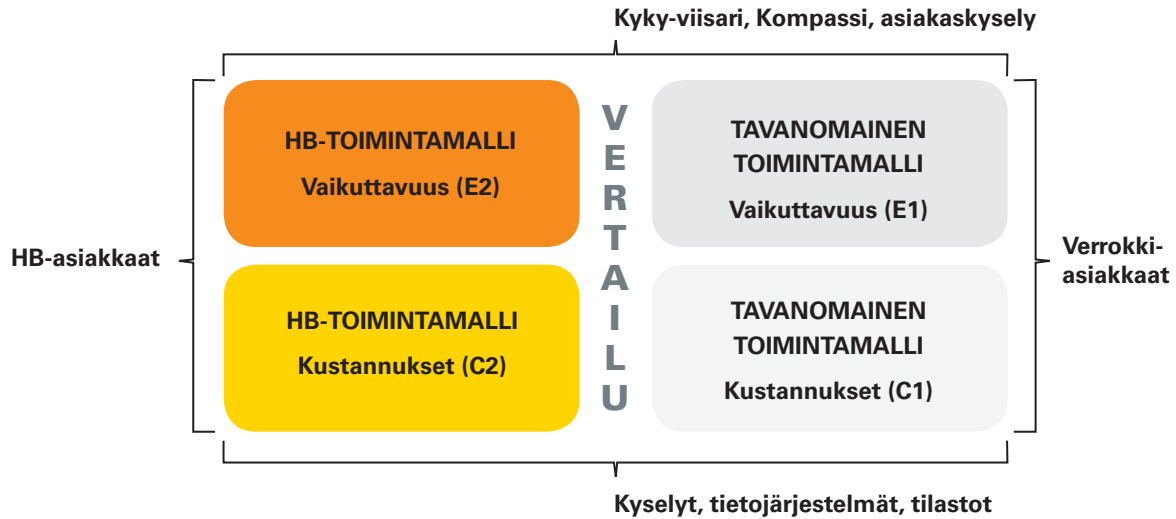 Kyky-viisari, Kompassi, asiakaskysely
HB-TOIMINTAMALLI
Vaikuttavuus (E2)
VERTAILU
TAVANOMAINEN
TOIMINTAMALLI
Vaikuttavuus (E1)
HB-asiakkaat
Verrokki-
asiakkaat
HB-TOIMINTAMALLI
Kustannukset (C2)
TAVANOMAINEN
TOIMINTAMALLI
Kustannukset (C1)
Kyselyt, tietojärjestelmät, tilastot